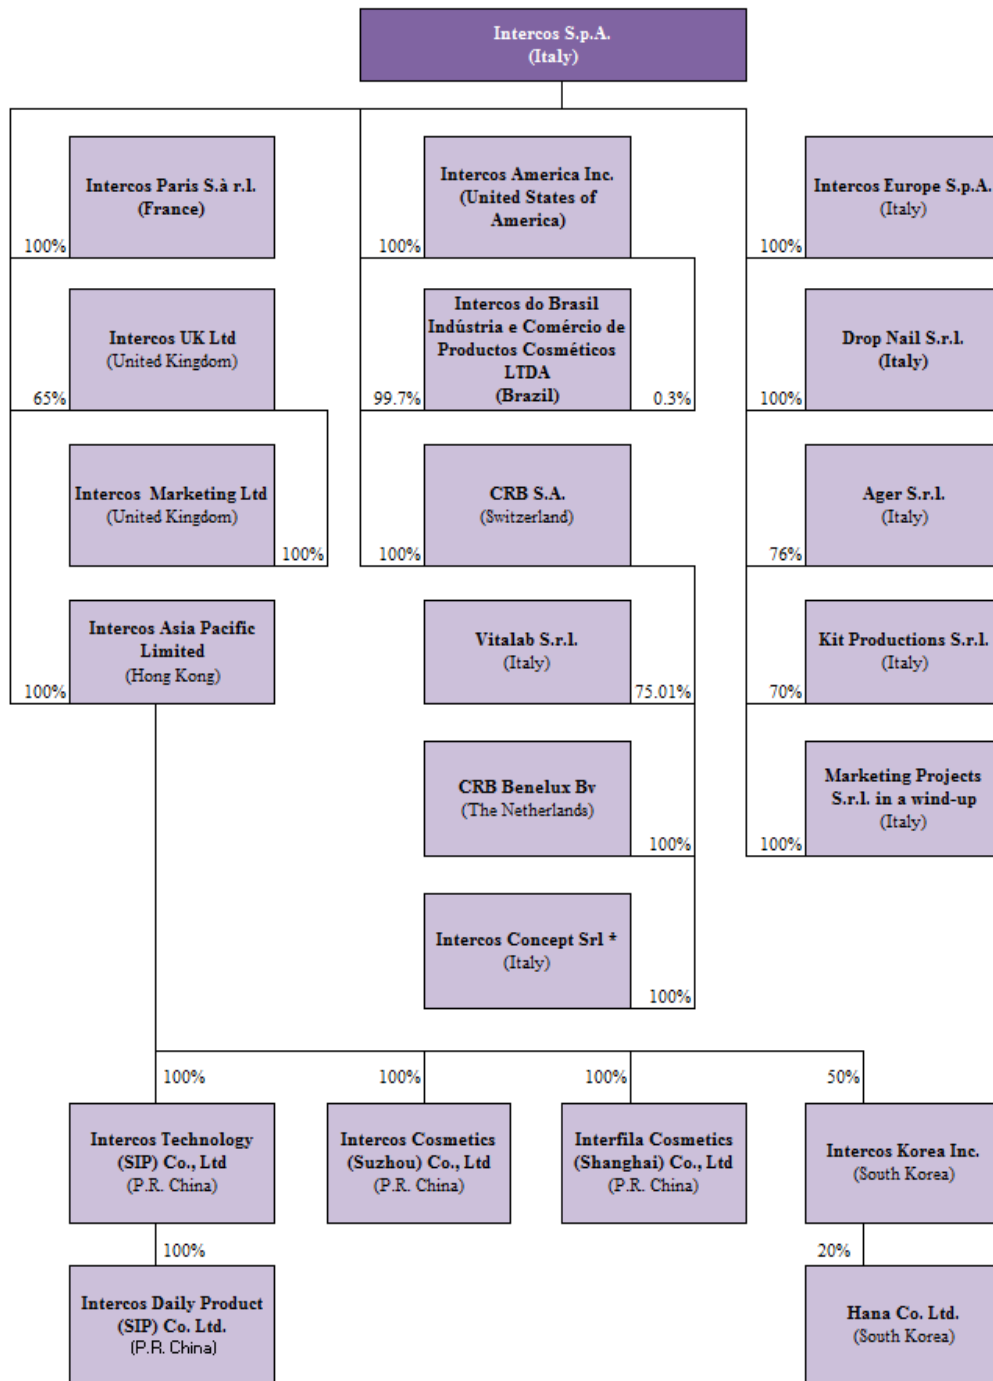 Intercos S.p.A.
(Italy)
Intercos Paris S.à r.l.
(France)
100%
Intercos America Inc.
(United States of
America)
100%
Intercos Europe S.p.A.
(Italy)
100%
Intercos UK Ltd
(United Kingdom)
65%
Intercos do Brasil
Indústria e Comércio de
Productos Cosméticos
LTDA
(Brazil)
99.7%
0.3%
Drop Nail S.r.l.
(Italy)
100%
Intercos Marketing Ltd
(United Kingdom)
100%
CRB S.A.
(Switzerland)
100%
Ager S.r.l.
(Italy)
76%
Intercos Asia Pacific
Limited
(Hong Kong)
100%
Vitalab S.r.l.
(Italy)
75.01%
Kit Productions S.r.l.
(Italy)
70%
CRB Benelux Bv
(The Netherlands)
100%
Marketing Projects
S.r.l. in a wind-up
(Italy)
100%
Intercos Concept Srl *
(Italy)
100%
100%
100%
100%
50%
Intercos Technology
(SIP) Co., Ltd
(P.R. China)
Intercos Cosmetics
(Suzhou) Co., Ltd
(P.R. China)
Interfila Cosmetics
(Shanghai) Co., Ltd
(P.R. China)
Intercos Korea Inc.
(South Korea)
100%
20%
Intercos Daily Product
(SIP) Co. Ltd.
(P.R. China)
Hana Co. Ltd.
(South Korea)